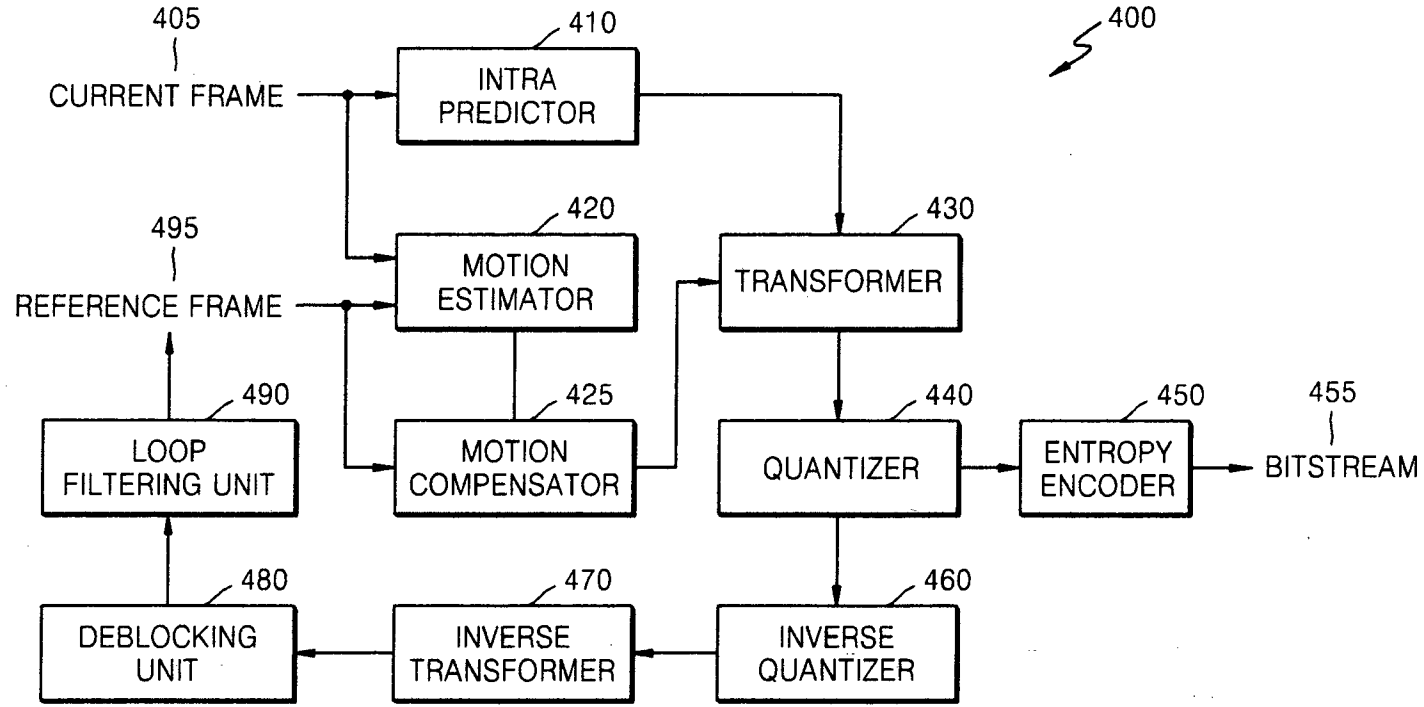 405
410
400
CURRENT FRAME
INTRA
PREDICTOR
495
420
430
REFERENCE FRAME
MOTION
ESTIMATOR
TRANSFORMER
490
425
440
450
455
LOOP
FILTERING UNIT
MOTION
COMPENSATOR
QUANTIZER
ENTROPY
ENCODER
BITSTREAM
480
470
460
DEBLOCKING
UNIT
INVERSE
TRANSFORMER
INVERSE
QUANTIZER